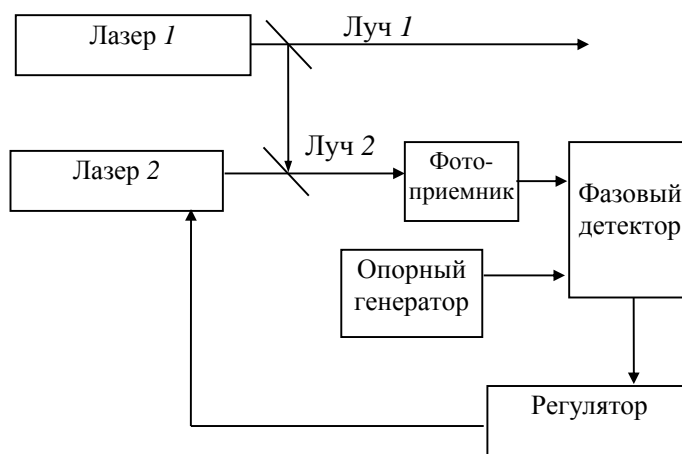 Лазер 1
Луч 1
Лазер 2
Луч 2
Фото-
приемник
Фазовый
детектор
Опорный
генератор
Регулятор